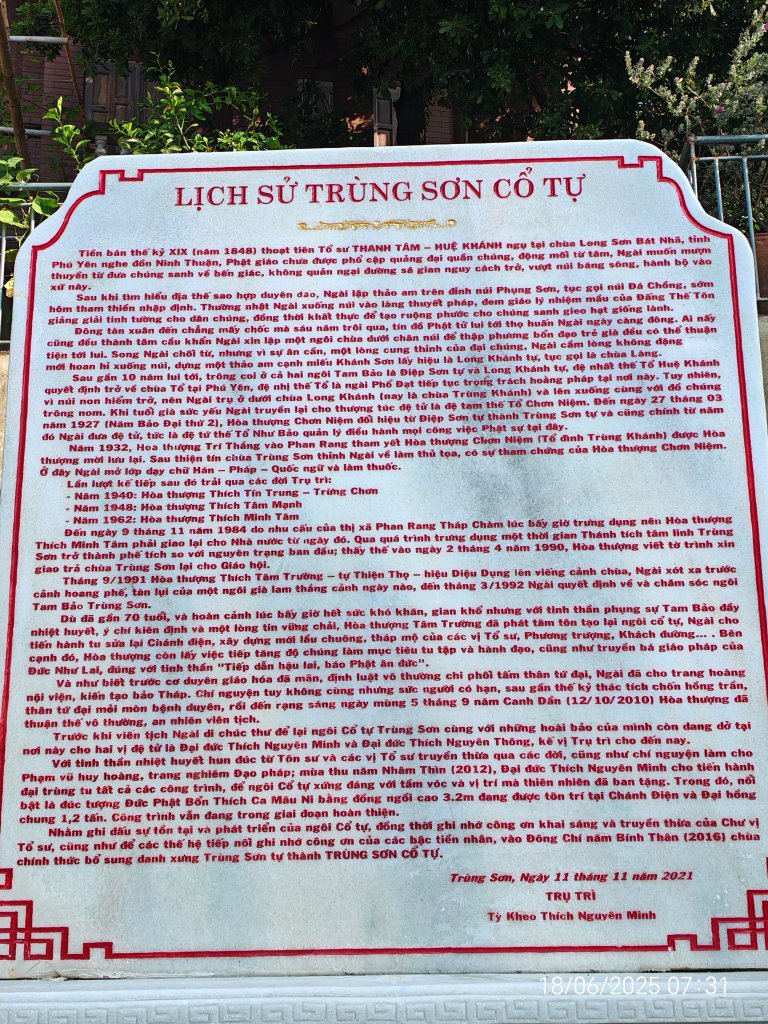 LỊCH SỬ TRÙNG SƠN CỔ TỰ
Tiền bán thế kỷ XIX (năm 1848) thoạt tiên Tổ sư THANH TÂM – HUỆ KHÁNH ngụ tại chùa Long Sơn Bát Nhã, tỉnh
Phú Yên nghe đồn Ninh Thuận, Phật giáo chưa được phổ cập quảng đại quần chúng, động mối từ tâm, Ngài muốn mượn
thuyền từ đưa chúng sanh về bến giác, không quản ngại đường sá gian nguy cách trở, vượt núi băng sông, hành bộ vào
xứ này.
Sau khi tìm hiểu địa thế sao hợp duyên đạo, Ngài lập thảo am trên đỉnh núi Phụng Sơn, tục gọi núi Đá Chồng, sớm
hôm tham thiền nhập định. Thường nhật Ngài xuống núi vào làng thuyết pháp, đem giáo lý nhiệm mầu của Đấng Thế Tôn
giảng giải tinh tường cho dân chúng, đồng thời khất thực để tạo ruộng phước cho chúng sanh gieo hạt giống lành.
Đông tàn xuân đến chẳng mấy chốc mà sáu năm trôi qua, tín đồ Phật tử lui tới thọ huấn Ngài ngày càng đông. Ai nấy
cũng đều thành tâm cầu khẩn Ngài xin lập một ngôi chùa dưới chân núi để thập phương bổn đạo trẻ già đều có thể thuận
tiện tới lui. Song Ngài chối từ, nhưng vì sự ân cần, một lòng cung thỉnh của đại chúng, Ngài cầm lòng không đặng
mới hoan hỉ xuống núi, dựng một thảo am cạnh miếu Khánh Sơn lấy hiệu là Long Khánh tự, tục gọi là chùa Làng.
Sau gần 10 năm lui tới, trông coi ở cả hai ngôi Tam Bảo là Điệp Sơn tự và Long Khánh tự, đệ nhất thế Tổ Huệ Khánh
quyết định trở về chùa Tổ tại Phú Yên, đệ nhị thế Tổ là ngài Phổ Đạt tiếp tục trọng trách hoàng pháp tại nơi này. Tuy nhiên,
vì núi non hiểm trở, nên Ngài trụ ở dưới chùa Long Khánh (nay là chùa Trùng Khánh) và lên xuống cùng với đồ chúng
trông nom. Khi tuổi già sức yếu Ngài truyền lại cho thượng túc đệ tử là đệ tam thế Tổ Chơn Niệm. Đến ngày 27 tháng 03
năm 1927 (Năm Bảo Đại thứ 2), Hòa thượng Chơn Niệm đổi hiệu từ Điệp Sơn tự thành Trùng Sơn tự và cũng chính từ năm
đó Ngài đưa đệ tử, tức là đệ tứ thế Tổ Như Bảo quản lý điều hành mọi công việc Phật sự tại đây.
Năm 1932, Hòa thượng Trí Thắng vào Phan Rang tham yết Hòa thượng Chơn Niệm (Tổ đình Trùng Khánh) được Hòa
thượng mời lưu lại. Sau thiện tín chùa Trùng Sơn thỉnh Ngài về làm thủ tọa, có sự tham chứng của Hòa thượng Chơn Niệm.
Ở đây Ngài mở lớp dạy chữ Hán – Pháp – Quốc ngữ và làm thuốc.
Lần lượt kế tiếp sau đó trải qua các đời Trụ trì:
- Năm 1940: Hòa thượng Thích Tín Trung – Trừng Chơn
- Năm 1948: Hòa thượng Thích Tâm Mạnh
- Năm 1962: Hòa thượng Thích Minh Tâm
Đến ngày 9 tháng 11 năm 1984 do nhu cầu của thị xã Phan Rang Tháp Chàm lúc bấy giờ trưng dụng nên Hòa thượng
Thích Minh Tâm phải giao lại cho Nhà nước từ ngày đó. Qua quá trình trưng dụng một thời gian Thánh tích tâm linh Trùng
Sơn trở thành phế tích so với nguyên trạng ban đầu; thấy thế vào ngày 2 tháng 4 năm 1990, Hòa thượng viết tờ trình xin
giao trả chùa Trùng Sơn lại cho Giáo hội.
Tháng 9/1991 Hòa thượng Thích Tâm Trường – tự Thiện Thọ – hiệu Diệu Dụng lên viếng cảnh chùa, Ngài xót xa trước
cảnh hoang phế, tàn lụi của một ngôi già lam thắng cảnh ngày nào, đến tháng 3/1992 Ngài quyết định về và chăm sóc ngôi
Tam Bảo Trùng Sơn.
Dù đã gần 70 tuổi, và hoàn cảnh lúc bấy giờ hết sức khó khăn, gian khổ nhưng với tinh thần phụng sự Tam Bảo đầy
nhiệt huyết, ý chí kiên định và một lòng tin vững chải, Hòa thượng Tâm Trường đã phát tâm tôn tạo lại ngôi cổ tự, Ngài cho
tiến hành tu sửa lại Chánh điện, xây dựng mới lầu chuông, tháp mộ của các vị Tổ sư, Phương trượng, Khách đường... . Bên
cạnh đó, Hòa thượng còn lấy việc tiếp tăng độ chúng làm mục tiêu tu tập và hành đạo, cũng như truyền bá giáo pháp của
Đức Như Lai, đúng với tinh thần "Tiếp dẫn hậu lai, báo Phật ân đức".
Và như biết trước cơ duyên giáo hóa đã mãn, định luật vô thường chi phối tấm thân tứ đại, Ngài đã cho trang hoàng
nội viện, kiến tạo bảo Tháp. Chí nguyện tuy không cùng nhưng sức người có hạn, sau gần thế kỷ thác tích chốn hồng trần,
thân tứ đại mỏi mòn bệnh duyên, rồi đến rạng sáng ngày mùng 5 tháng 9 năm Canh Dần (12/10/2010) Hòa thượng đã
thuận thế vô thường, an nhiên viên tịch.
Trước khi viên tịch Ngài di chúc thư để lại ngôi Cổ tự Trùng Sơn cùng với những hoài bảo của mình còn dang dở tại
nơi này cho hai vị đệ tử là Đại đức Thích Nguyên Minh và Đại đức Thích Nguyên Thông, kế vị Trụ trì cho đến nay.
Với tinh thần nhiệt huyết hun đúc từ Tôn sư và các vị Tổ sư truyền thừa qua các đời, cũng như chí nguyện làm cho
Phạm vũ huy hoàng, trang nghiêm Đạo pháp; mùa thu năm Nhâm Thìn (2012), Đại đức Thích Nguyên Minh cho tiến hành
đại trùng tu tất cả các công trình, để ngôi Cổ tự xứng đáng với tầm vóc và vị trí mà thiên nhiên đã ban tặng. Trong đó, nổi
bật là đúc tượng Đức Phật Bổn Thích Ca Mâu Ni bằng đồng ngồi cao 3.2m đang được tôn trí tại Chánh Điện và Đại hồng
chung 1,2 tấn. Công trình vẫn đang trong giai đoạn hoàn thiện.
Nhằm ghi dấu sự tồn tại và phát triển của ngôi Cổ tự, đồng thời ghi nhớ công ơn khai sáng và truyền thừa của Chư vị
Tổ sư, cũng như để các thế hệ tiếp nối ghi nhớ công ơn của các bậc tiền nhân, vào Đông Chí năm Bính Thân (2016) chùa
chính thức bổ sung danh xưng Trùng Sơn tự thành TRÙNG SƠN CỔ TỰ.
Trùng Sơn, Ngày 11 tháng 11 năm 2021
TRỤ TRÌ
Tỳ Kheo Thích Nguyên Minh
18/06/2025 07:31